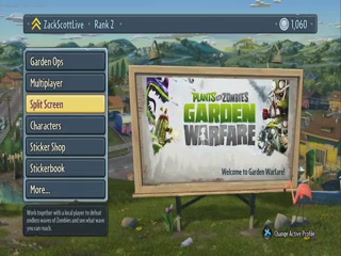 ZackScottLive · Rank 2
1,060
Garden Ops
Multiplayer
Split Screen
Characters
Sticker Shop
Stickerbook
More...
Work together with a local player to defeat
endless waves of Zombies and see what wave
you can reach.
PLANTS VS. ZOMBIES
GARDEN
WARFARE
Welcome to Garden Warfare!
Change Active Profile